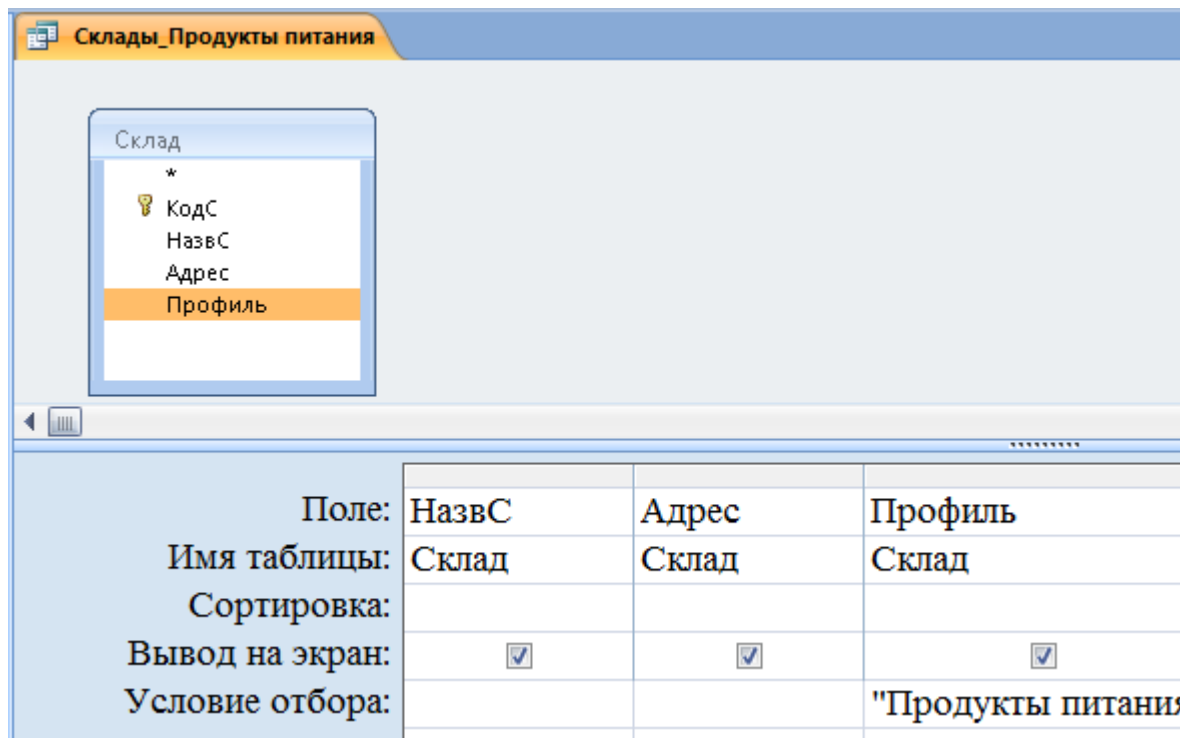 Склады_Продукты питания
Склад
*
КодС
НазвС
Адрес
Профиль
Поле: НазвС Адрес Профиль
Имя таблицы: Склад Склад Склад
Сортировка:
Вывод на экран:
Условие отбора: "Продукты питания